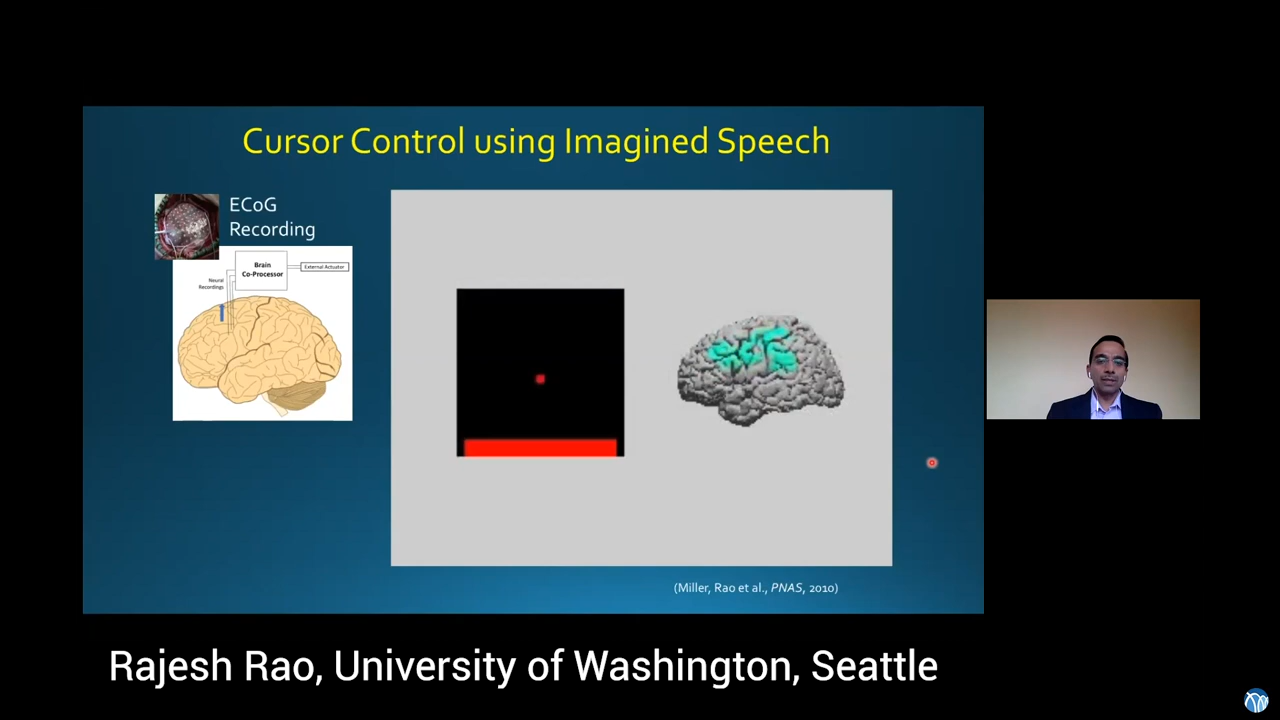 Cursor Control using Imagined Speech
ECoG
Recording
Brain
Co-Processor
External Actuator
Neural
Recordings
(Miller, Rao et al., PNAS, 2010)
Rajesh Rao, University of Washington, Seattle